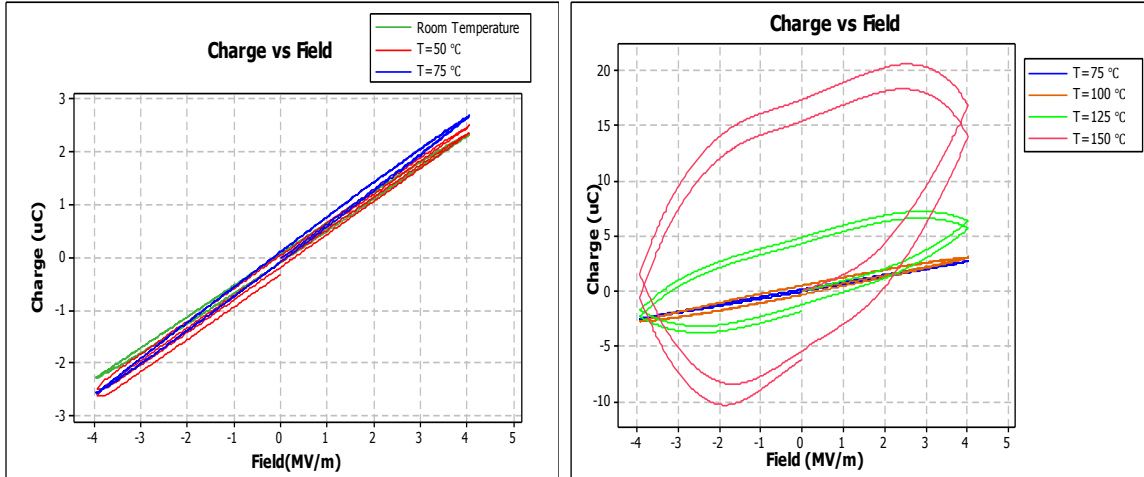 Charge vs Field
Room Temperature
T=50 °C
T=75 °C
3
2
1
0
-1
-2
-3
Charge (uC)
-4 -3 -2 -1 0 1 2 3 4 5
Field(MV/m)
Charge vs Field
T=75 °C
T=100 °C
T=125 °C
T=150 °C
20
15
10
5
0
-5
-10
Charge (uC)
-4 -3 -2 -1 0 1 2 3 4 5
Field (MV/m)